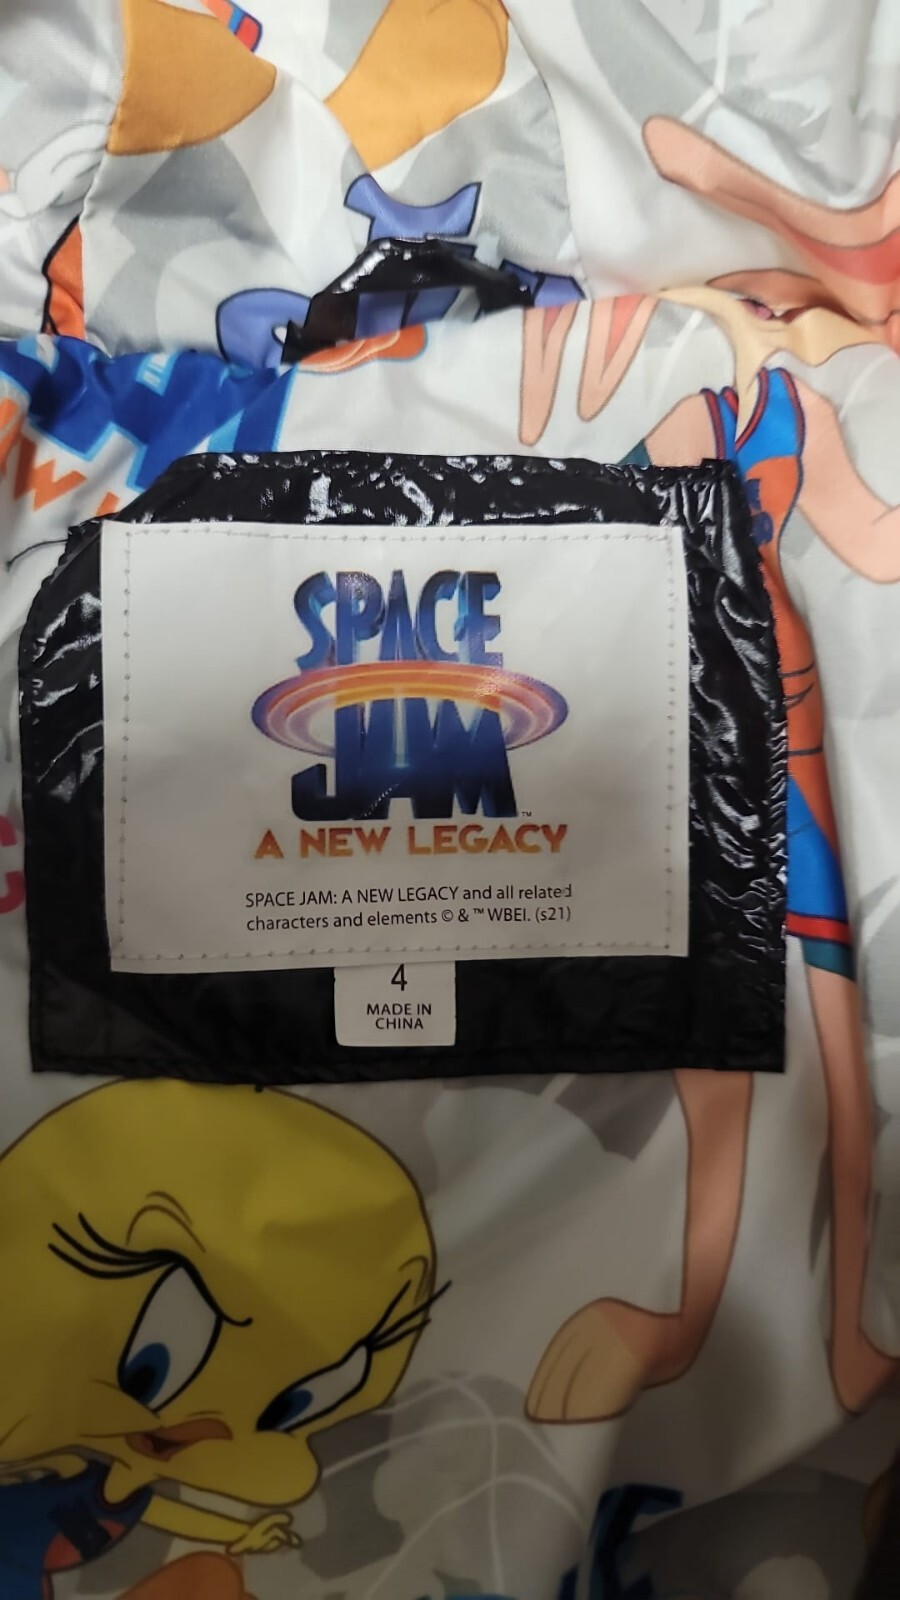 SPACE
JAM™
A NEW LEGACY
SPACE JAM: A NEW LEGACY and all related
characters and elements © & ™ WBEI. (s21)
4
MADE IN
CHINA